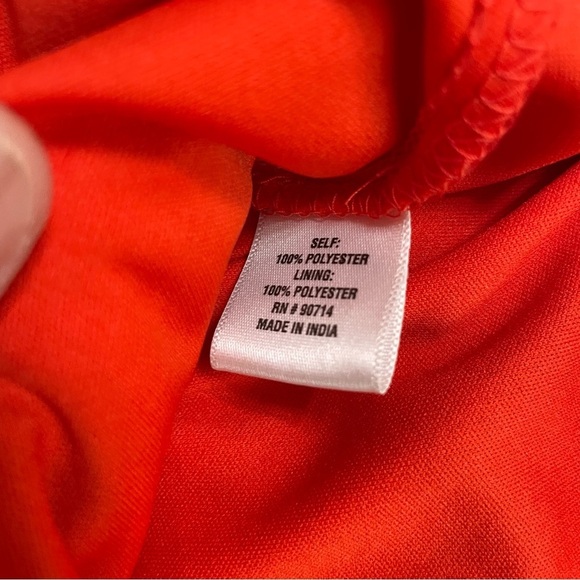 SELF:
100% POLYESTER
LINING:
100% POLYESTER
RN # 90714
MADE IN INDIA